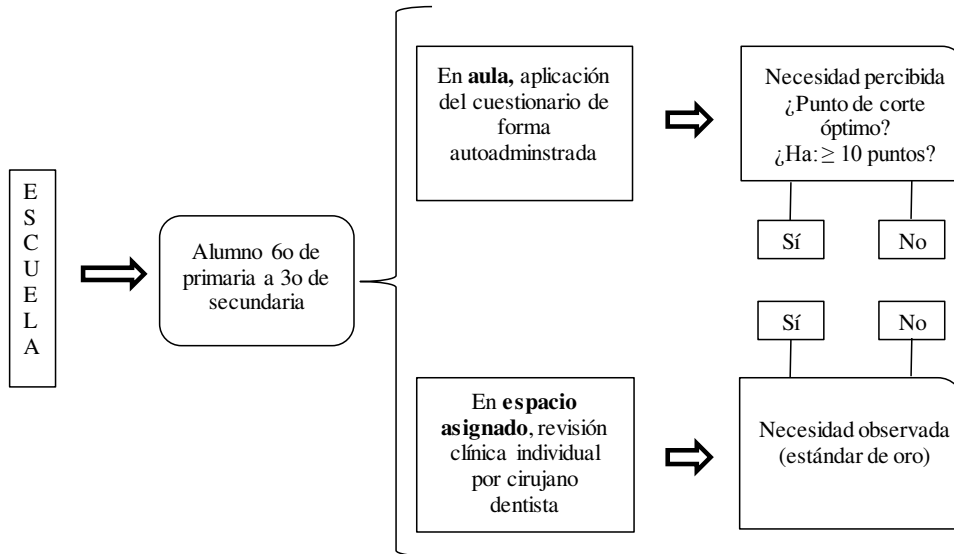 ESCUELA
Alumno 6o de
primaria a 3o de
secundaria
En aula, aplicación
del cuestionario de
forma
autoadminstrada
Necesidad percibida
¿Punto de corte
óptimo?
¿Ha: ≥ 10 puntos?
Sí
No
Sí
No
En espacio
asignado, revisión
clínica individual
por cirujano
dentista
Necesidad observada
(estándar de oro)